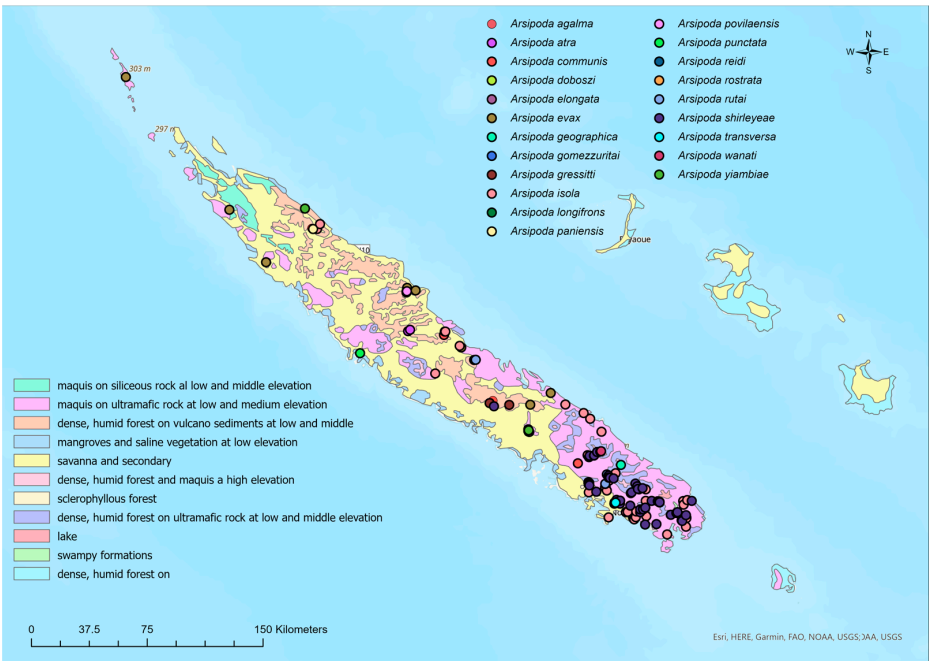 Arsipoda agalma
Arsipoda atra
Arsipoda communis
Arsipoda doboszi
Arsipoda elongata
Arsipoda evax
Arsipoda geographica
Arsipoda gomezzuritai
Arsipoda gressitti
Arsipoda isola
Arsipoda longifrons
Arsipoda paniensis
Arsipoda povilaensis
Arsipoda punctata
Arsipoda reidi
Arsipoda rostrata
Arsipoda rutai
Arsipoda shirleyeae
Arsipoda transversa
Arsipoda wanati
Arsipoda yiambiae
N
W E
S
303 m
297 m
10
maquis on siliceous rock al low and middle elevation
maquis on ultramafic rock at low and medium elevation
dense, humid forest on vulcano sediments at low and middle
mangroves and saline vegetation at low elevation
savanna and secondary
dense, humid forest and maquis a high elevation
sclerophyllous forest
dense, humid forest on ultramafic rock at low and middle elevation
lake
swampy formations
dense, humid forest on
0 37.5 75 150 Kilometers
Esri, HERE, Garmin, FAO, NOAA, USGS, USGS